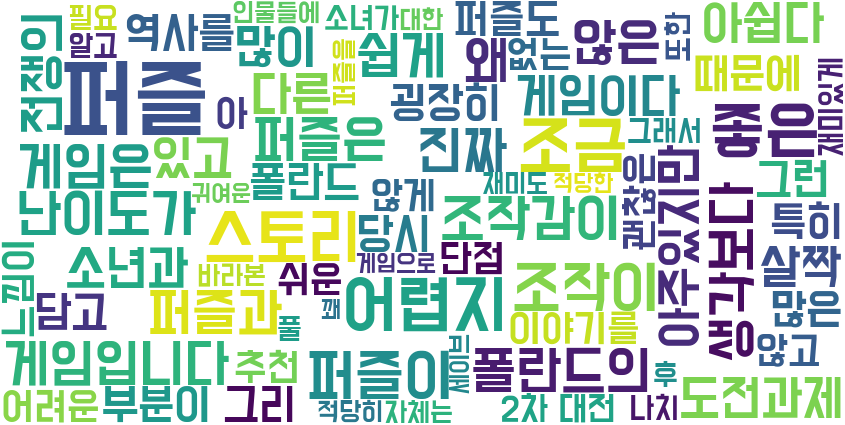 필요
인물들에
소녀가
대한
퍼즐도
아쉽다
알고
역사를
많이
퍼즐을
쉽게
왜
없는
않은
또한
때문에
전쟁의
퍼즐
아
다른
굉장히
게임이다
재미있게
좋은
게임은
있고
퍼즐은
진짜
조금
그래서
귀여운
폴란드
않게
재미도
적당한
괜찮은
아주
있지만
생각보다
그런
난이도가
스토리
당시
조작감이
특히
느낌이
소년과
바라본
쉬운
게임으로
단점
살짝
담고
퍼즐과
꽤
어렵지
조작이
많은
풀
이야기를
게임입니다
추천
퍼즐이
세이브
폴란드의
후
않고
어려운
부분이
그리
적당히
자체는
2차 대전
나치
도전과제